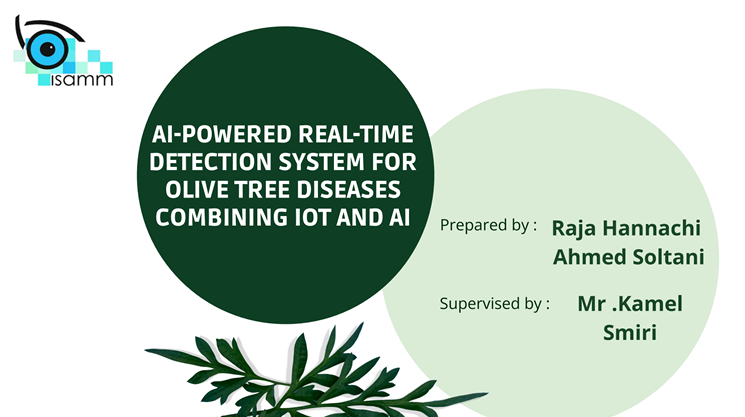 isamm
AI-POWERED REAL-TIME
DETECTION SYSTEM FOR
OLIVE TREE DISEASES
COMBINING IOT AND AI
Prepared by : Raja Hannachi
Ahmed Soltani
Supervised by : Mr .Kamel
Smiri